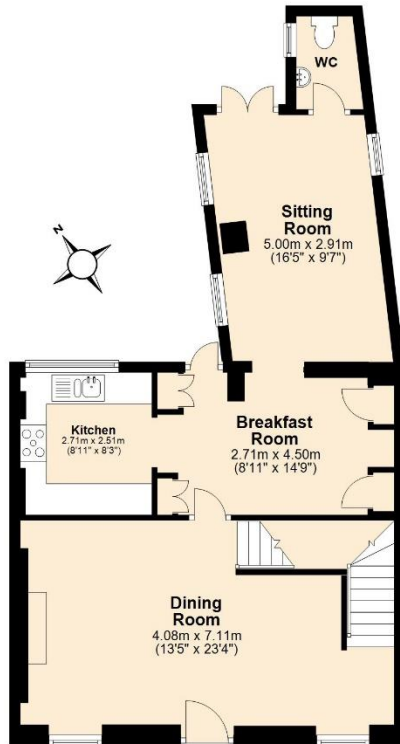 WC
Sitting
Room
5.00m x 2.91m
(16'5" x 9'7")
N
Kitchen
2.71m x 2.51m
(8'11" x 8'3")
Breakfast
Room
2.71m x 4.50m
(8'11" x 14'9")
Dining
Room
4.08m x 7.11m
(13'5" x 23'4")